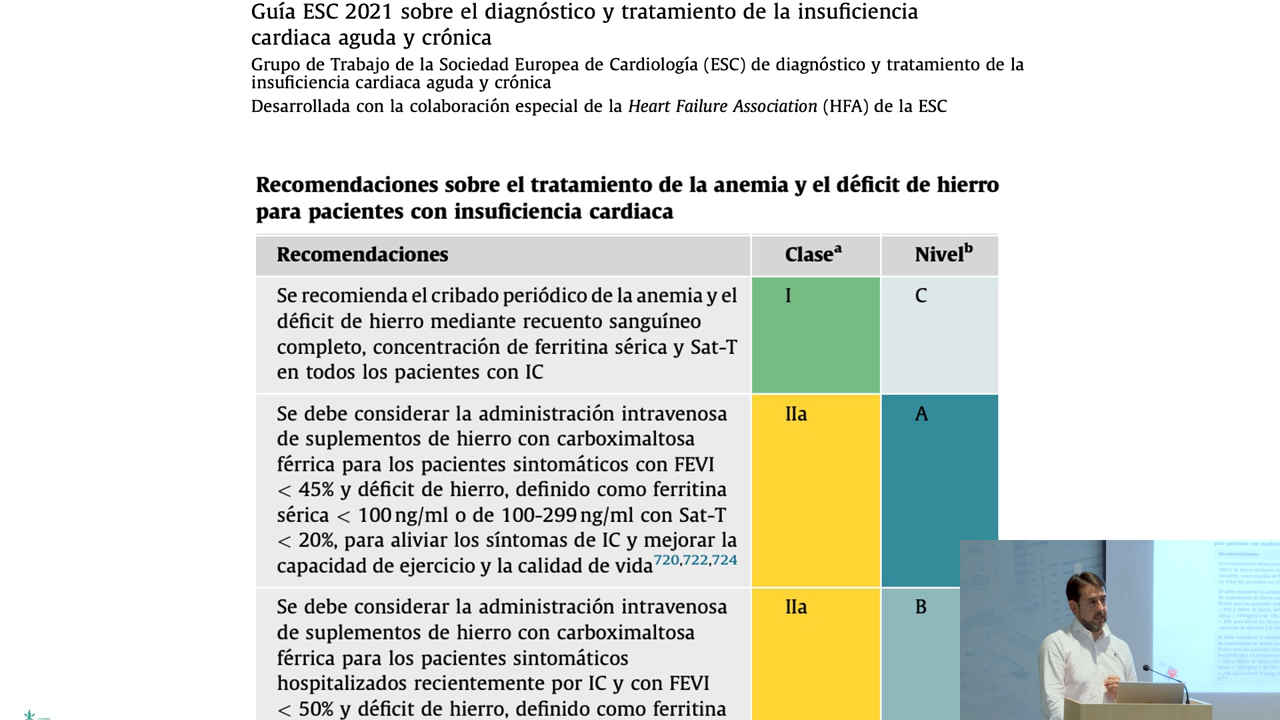 Guía ESC 2021 sobre el diagnóstico y tratamiento de la insuficiencia
cardiaca aguda y crónica
Grupo de Trabajo de la Sociedad Europea de Cardiología (ESC) de diagnóstico y tratamiento de la
insuficiencia cardiaca aguda y crónica
Desarrollada con la colaboración especial de la Heart Failure Association (HFA) de la ESC
Recomendaciones sobre el tratamiento de la anemia y el déficit de hierro
para pacientes con insuficiencia cardiaca
Recomendaciones Clase^a Nivel^b
Se recomienda el cribado periódico de la anemia y el I C
déficit de hierro mediante recuento sanguíneo
completo, concentración de ferritina sérica y Sat-T
en todos los pacientes con IC
Se debe considerar la administración intravenosa IIa A
de suplementos de hierro con carboximaltosa
férrica para los pacientes sintomáticos con FEVI
< 45% y déficit de hierro, definido como ferritina
sérica < 100 ng/ml o de 100-299 ng/ml con Sat-T
< 20%, para aliviar los síntomas de IC y mejorar la
capacidad de ejercicio y la calidad de vida720,722,724
Se debe considerar la administración intravenosa IIa B
de suplementos de hierro con carboximaltosa
férrica para los pacientes sintomáticos
hospitalizados recientemente por IC y con FEVI
< 50% y déficit de hierro, definido como ferritina